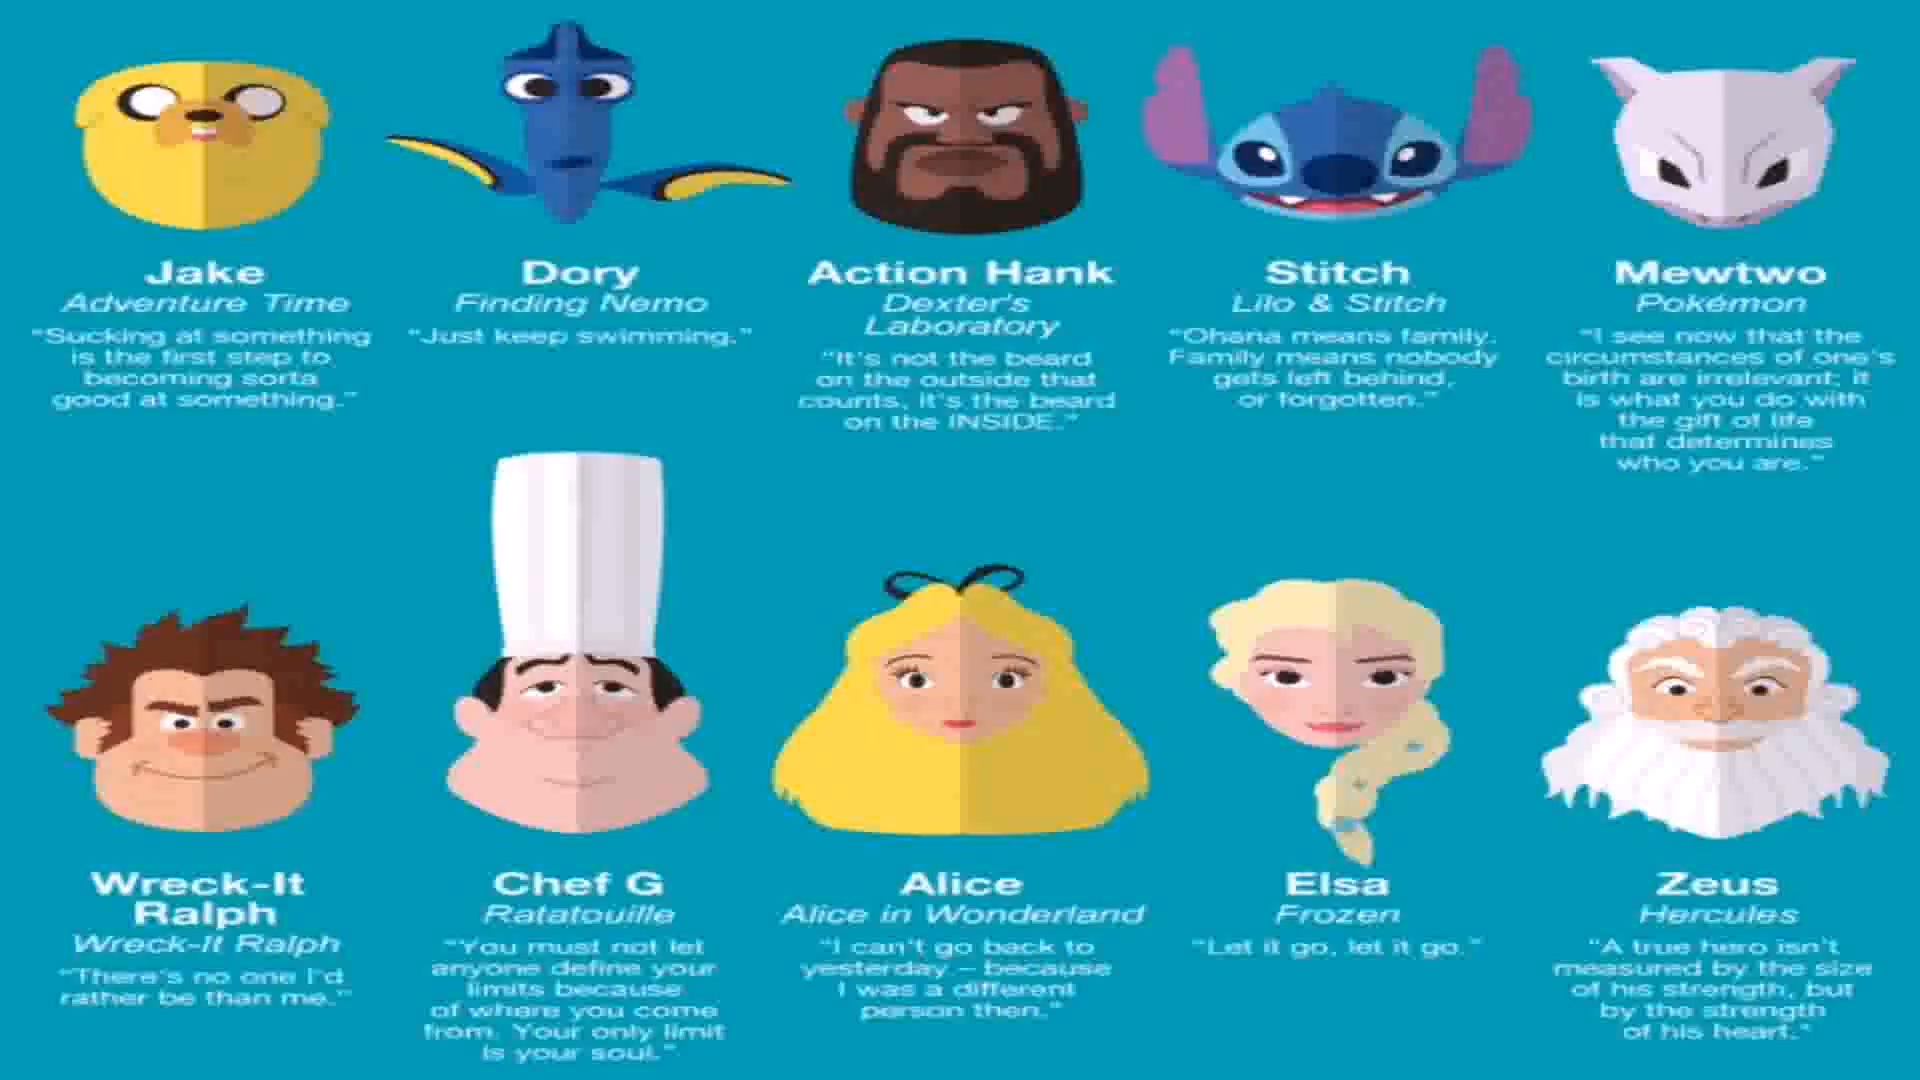 Jake
Adventure Time
"Sucking at something
is the first step to
becoming sorta
good at something."
Dory
Finding Nemo
"Just keep swimming."
Action Hank
Dexter's
Laboratory
"It's not the beard
on the outside that
counts, it's the beard
on the INSIDE."
Stitch
Lilo & Stitch
"Ohana means family.
Family means nobody
gets left behind,
or forgotten."
Mewtwo
Pokémon
"I see now that the
circumstances of one's
birth are irrelevant; it
is what you do with
the gift of life
that determines
who you are."
Wreck-It
Ralph
Wreck-It Ralph
"There's no one I'd
rather be than me."
Chef G
Ratatouille
"You must not let
anyone define your
limits because
of where you come
from. Your only limit
is your soul."
Alice
Alice in Wonderland
"I can't go back to
yesterday – because
I was a different
person then."
Elsa
Frozen
"Let it go, let it go."
Zeus
Hercules
"A true hero isn't
measured by the size
of his strength, but
by the strength
of his heart."